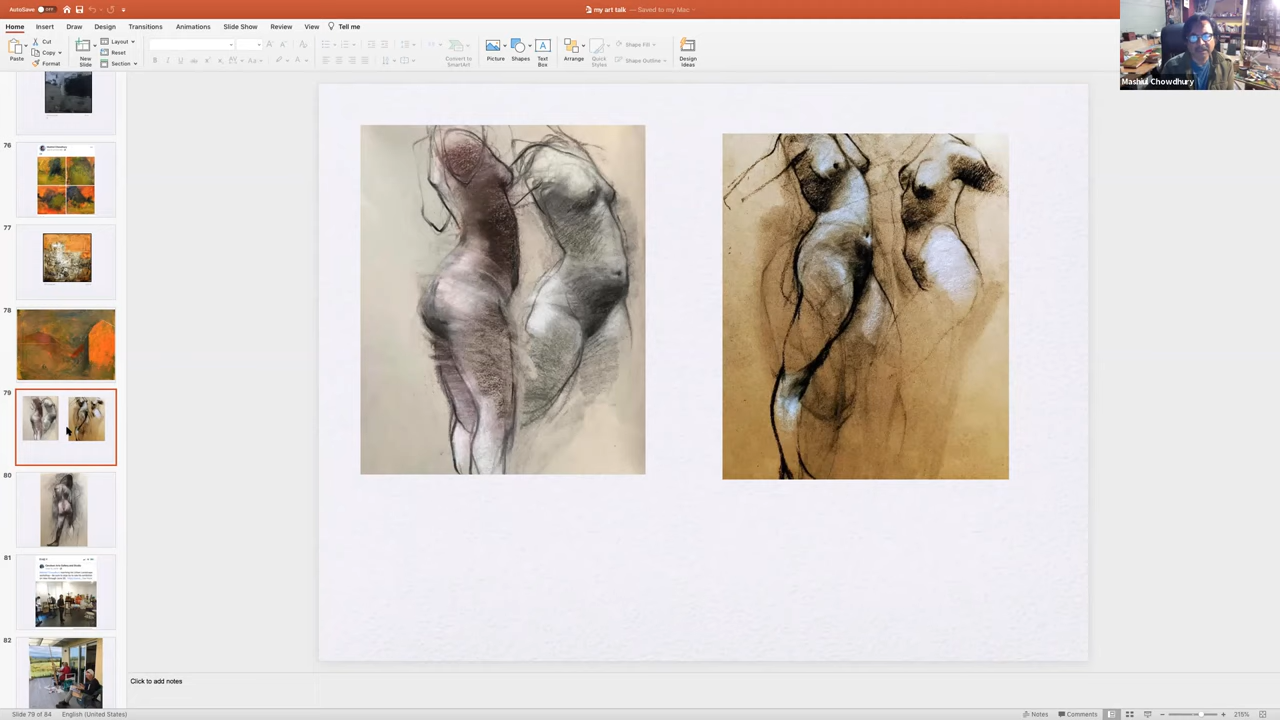 AutoSave OFF
my art talk — Saved to my Mac
Home Insert Draw Design Transitions Animations Slide Show Review View Tell me
Paste
Cut
Copy
Format
New Slide
Layout
Reset
Section
Convert to SmartArt
Picture
Shapes
Text Box
Arrange
Quick Styles
Shape Fill
Shape Outline
Design Ideas
Mashiul Chowdhury
76
77
78
79
80
81
82
Click to add notes
Slide 79 of 84 English (United States) Notes Comments 215%